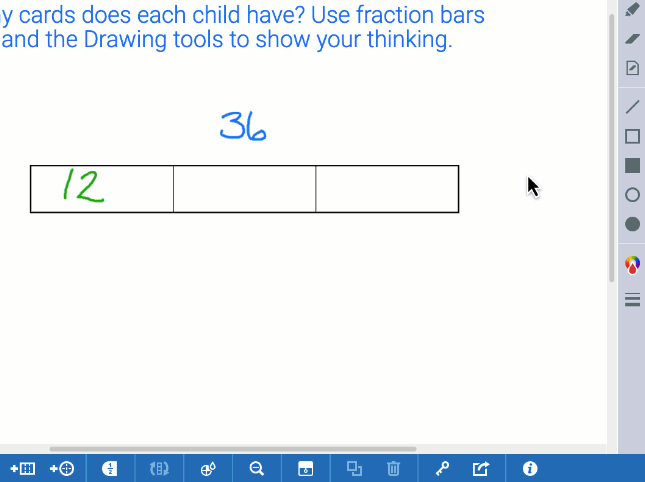 y cards does each child have? Use fraction bars
and the Drawing tools to show your thinking.
36
12